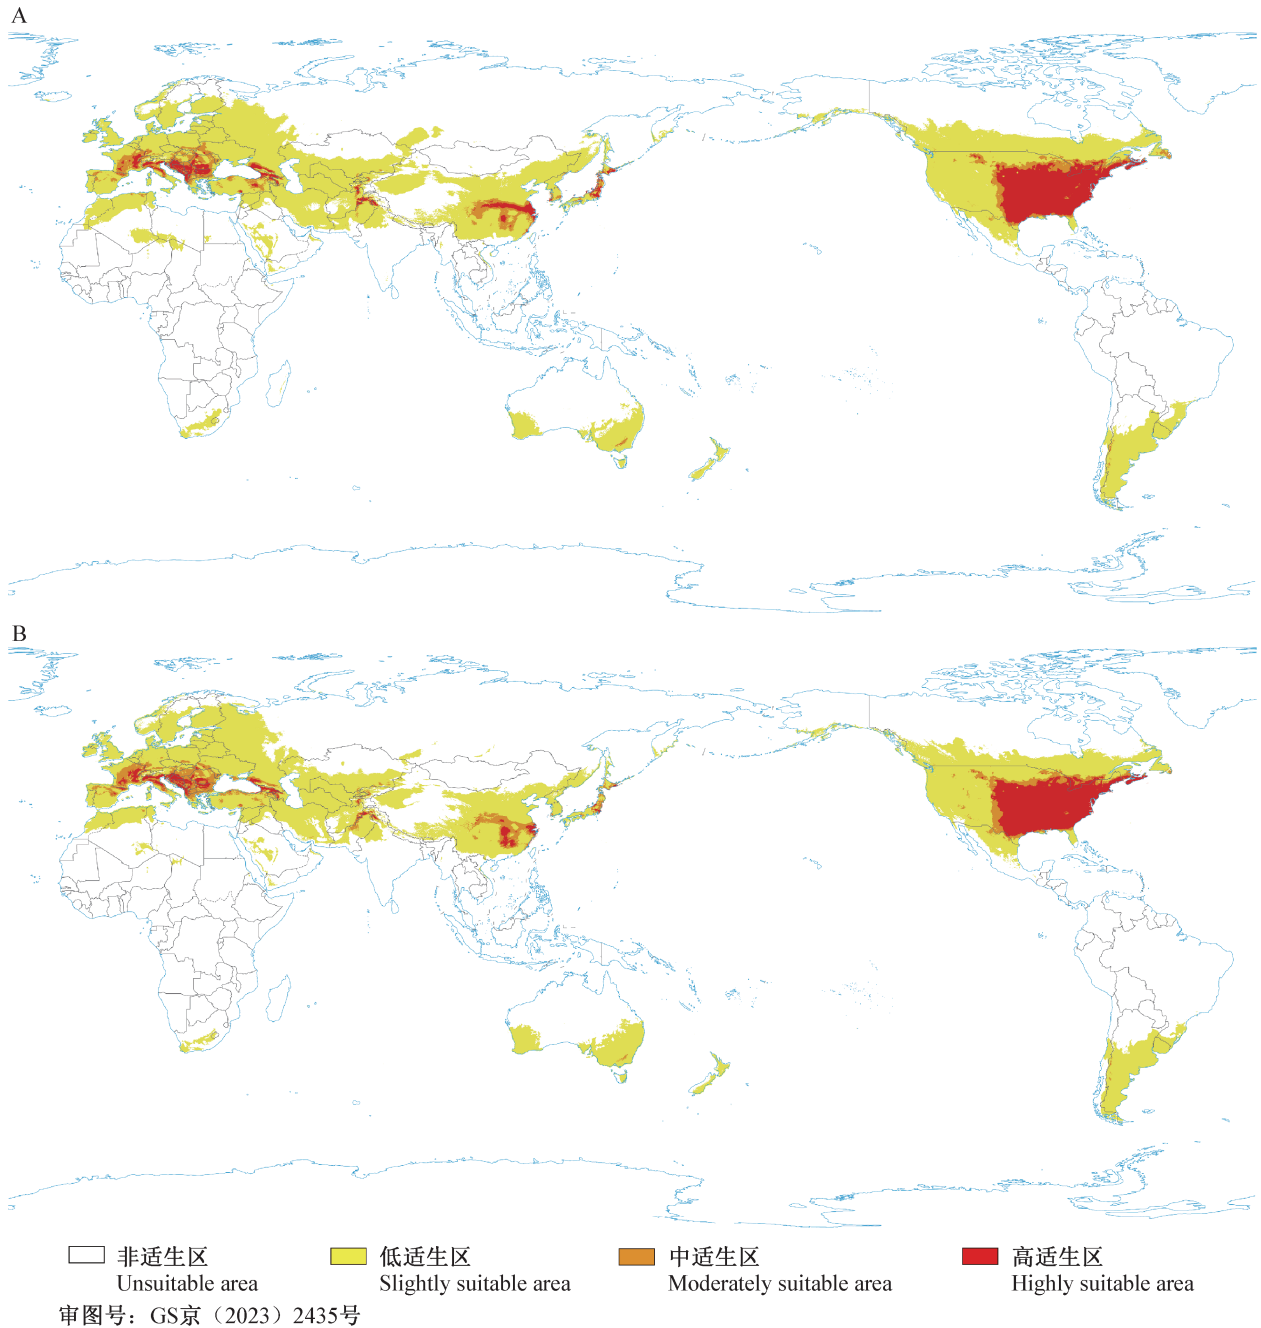 A
B
非适生区 低适生区 中适生区 高适生区
Unsuitable area Slightly suitable area Moderately suitable area Highly suitable area
审图号：GS京（2023）2435号